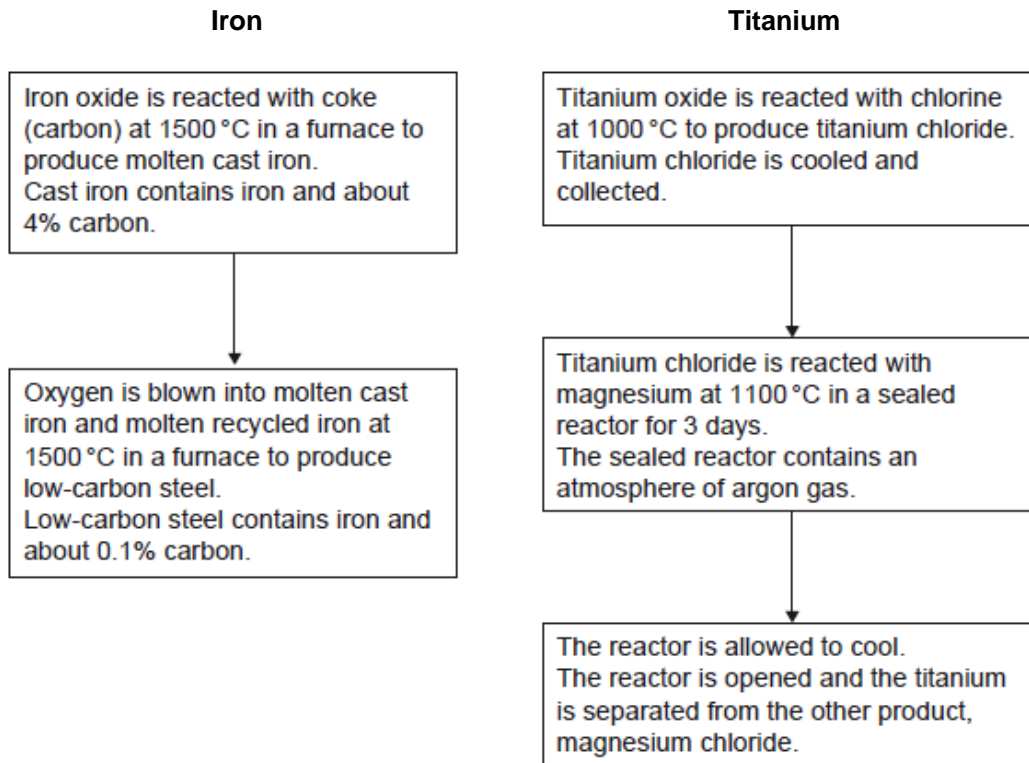 Iron
Iron oxide is reacted with coke
(carbon) at 1500 °C in a furnace to
produce molten cast iron.
Cast iron contains iron and about
4% carbon.
Oxygen is blown into molten cast
iron and molten recycled iron at
1500 °C in a furnace to produce
low-carbon steel.
Low-carbon steel contains iron and
about 0.1% carbon.
Titanium
Titanium oxide is reacted with chlorine
at 1000 °C to produce titanium chloride.
Titanium chloride is cooled and
collected.
Titanium chloride is reacted with
magnesium at 1100 °C in a sealed
reactor for 3 days.
The sealed reactor contains an
atmosphere of argon gas.
The reactor is allowed to cool.
The reactor is opened and the titanium
is separated from the other product,
magnesium chloride.